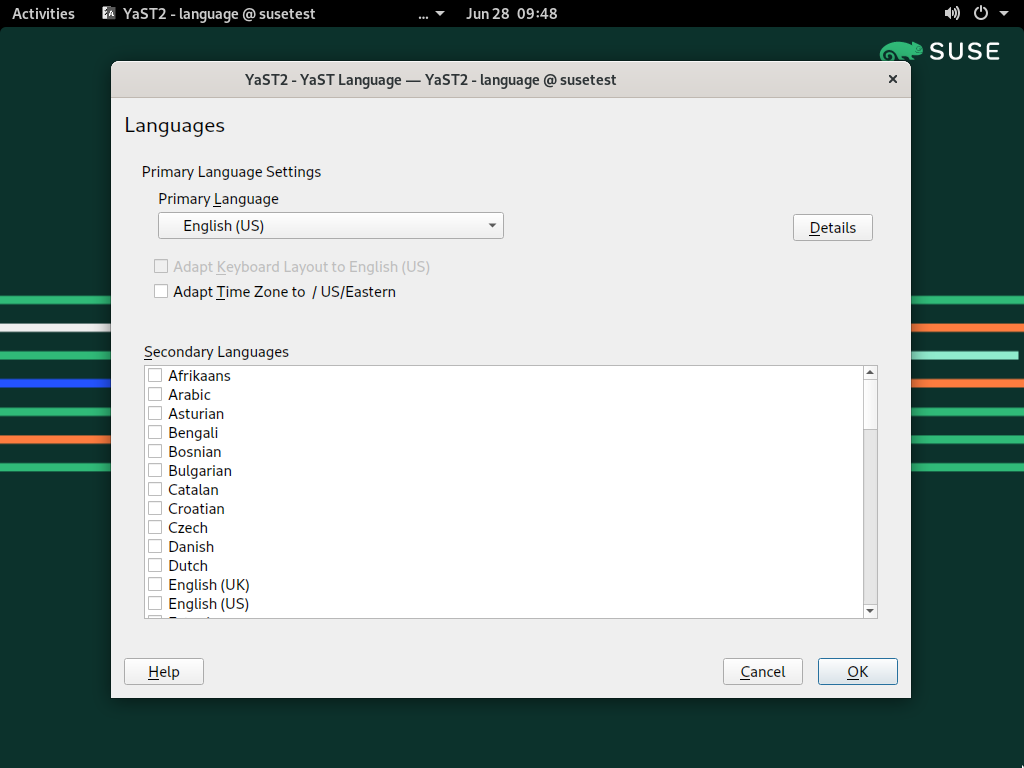 Activities YaST2 - language @ susetest ... Jun 28 09:48
SUSE
YaST2 - YaST Language — YaST2 - language @ susetest
Languages
Primary Language Settings
Primary Language
English (US)
Details
Adapt Keyboard Layout to English (US)
Adapt Time Zone to / US/Eastern
Secondary Languages
Afrikaans
Arabic
Asturian
Bengali
Bosnian
Bulgarian
Catalan
Croatian
Czech
Danish
Dutch
English (UK)
English (US)
Help Cancel OK